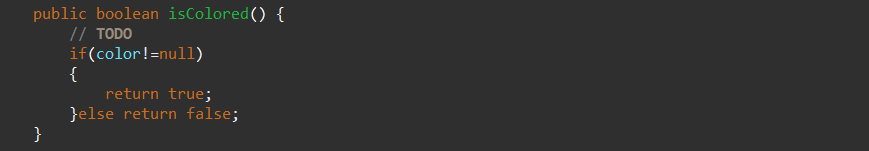 public boolean isColored() {
    // TODO
    if(color!=null)
    {
        return true;
    }else return false;
}